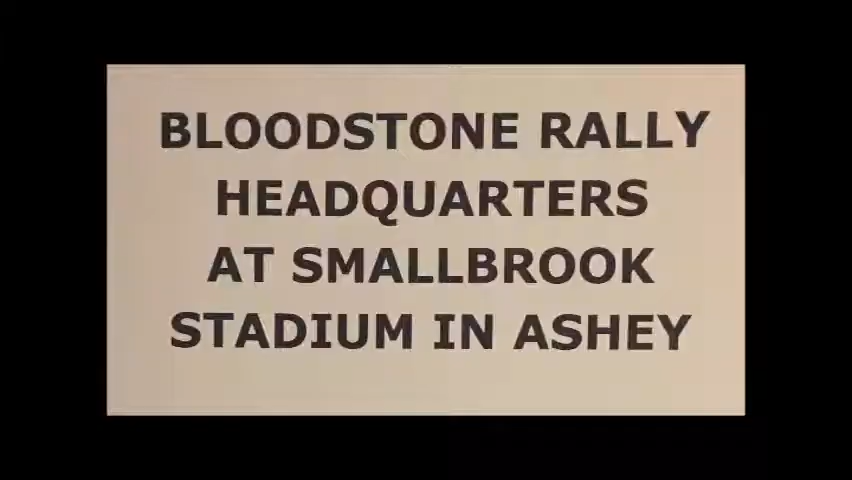 BLOODSTONE RALLY
HEADQUARTERS
AT SMALLBROOK
STADIUM IN ASHEY